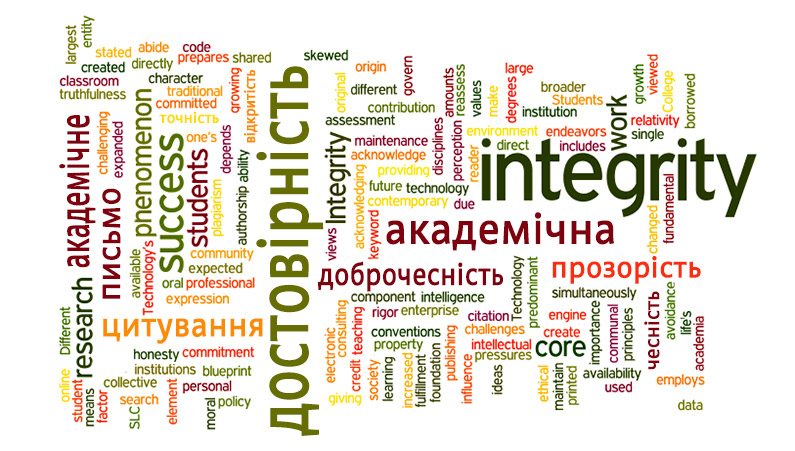 largest
entity
stated
abide
code
created
directly
prepares
shared
skewed
classroom
character
growing
truthfulness
traditional
committed
відкритість
точність
challenging
expanded
академічне
письмо
phenomenon
success
one's
students
depends
plagiarism
ability
authorship
достовірність
available
Technology's
community
expected
oral
professional
expression
цитування
Different
research
honesty
commitment
institutions
blueprint
online
student
means
factor
collective
personal
SLC
search
element
moral
policy
origin
govern
original
different
contribution
amounts
reassess
assessment
values
large
degrees
make
broader
Students
institution
growth
viewed
College
borrowed
work
relativity
single
environment
endeavors
direct
includes
maintenance
disciplines
perception
reader
acknowledge
providing
Integrity
acknowledging
future
technology
contemporary
due
integrity
views
keyword
академічна
changed
fundamental
доброчесність
прозорість
Technology
predominant
component
intelligence
simultaneously
rigor
enterprise
citation
electronic
consulting
credit
teaching
conventions
challenges
property
publishing
intellectual
pressures
engine
create
core
importance
communal
principles
чесність
avoidance
life's
academia
society
learning
increased
fulfillment
foundation
influence
ideas
giving
ethical
maintain
printed
availability
used
employs
data